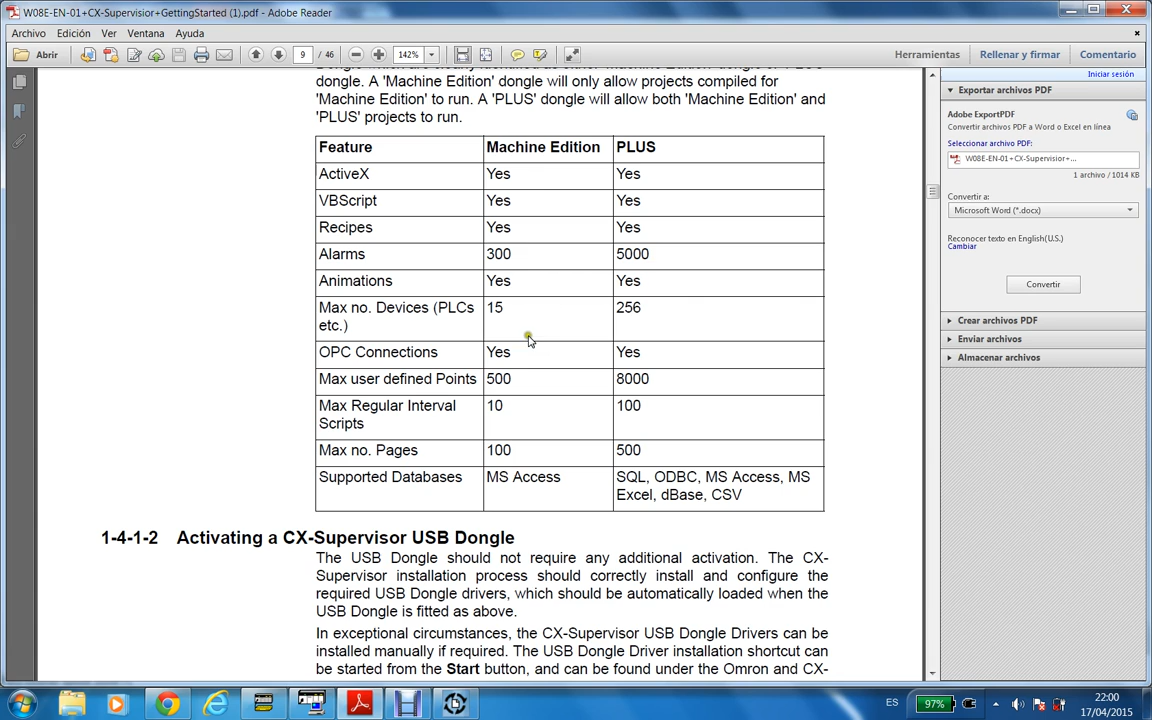 W08E-EN-01+CX-Supervisior+GettingStarted (1).pdf - Adobe Reader
Archivo Edición Ver Ventana Ayuda
Abrir 9 / 46 142% Herramientas Rellenar y firmar Comentario
Iniciar sesión
dongle. A 'Machine Edition' dongle will only allow projects compiled for
'Machine Edition' to run. A 'PLUS' dongle will allow both 'Machine Edition' and
'PLUS' projects to run.
Feature Machine Edition PLUS
ActiveX Yes Yes
VBScript Yes Yes
Recipes Yes Yes
Alarms 300 5000
Animations Yes Yes
Max no. Devices (PLCs 15 256
etc.)
OPC Connections Yes Yes
Max user defined Points 500 8000
Max Regular Interval 10 100
Scripts
Max no. Pages 100 500
Supported Databases MS Access SQL, ODBC, MS Access, MS
Excel, dBase, CSV
1-4-1-2 Activating a CX-Supervisor USB Dongle
The USB Dongle should not require any additional activation. The CX-
Supervisor installation process should correctly install and configure the
required USB Dongle drivers, which should be automatically loaded when the
USB Dongle is fitted as above.
In exceptional circumstances, the CX-Supervisor USB Dongle Drivers can be
installed manually if required. The USB Dongle Driver installation shortcut can
be started from the Start button, and can be found under the Omron and CX-
Exportar archivos PDF
Adobe ExportPDF
Convertir archivos PDF a Word o Excel en línea
Seleccionar archivo PDF:
W08E-EN-01+CX-Supervisior+...
1 archivo / 1014 KB
Convertir a:
Microsoft Word (*.docx)
Reconocer texto en English(U.S.)
Cambiar
Convertir
Crear archivos PDF
Enviar archivos
Almacenar archivos
ES 97% 22:00
17/04/2015